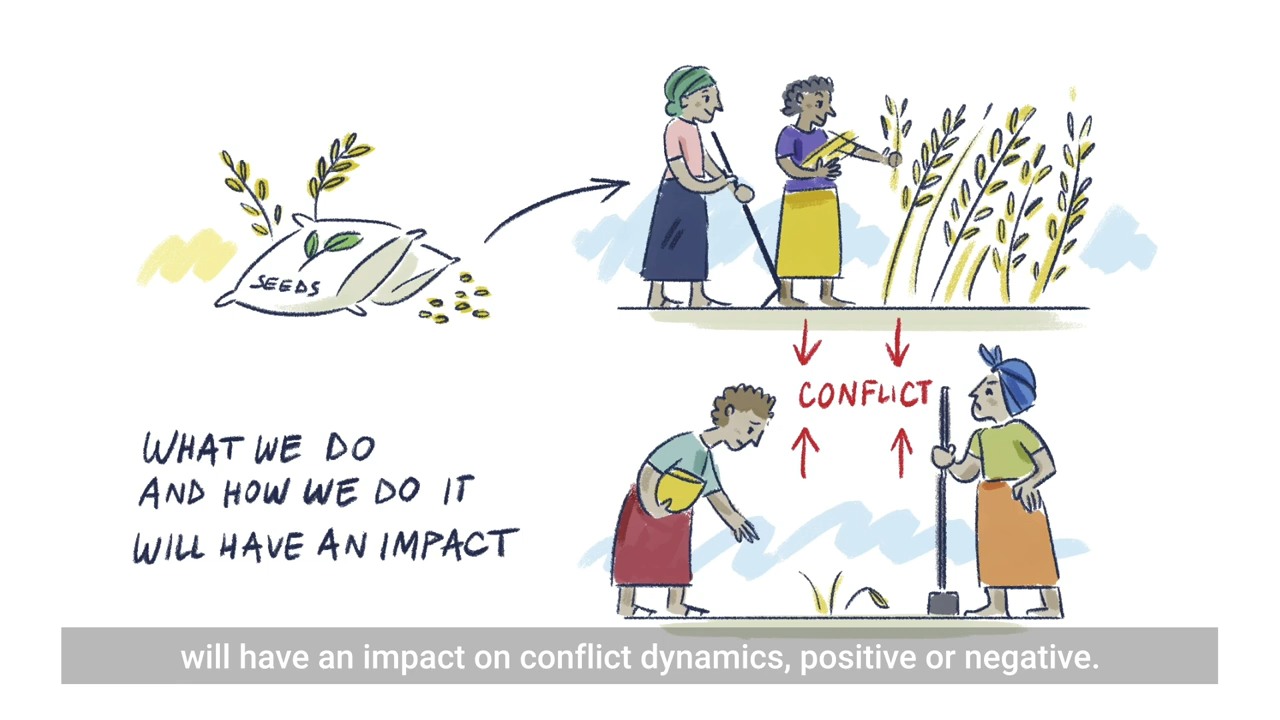 SEEDS
CONFLICT
WHAT WE DO
AND HOW WE DO IT
WILL HAVE AN IMPACT
will have an impact on conflict dynamics, positive or negative.